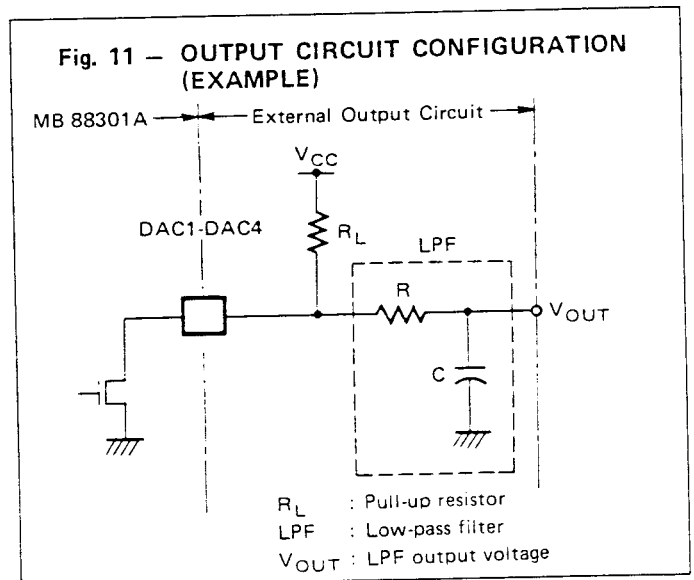 Fig. 11 – OUTPUT CIRCUIT CONFIGURATION
(EXAMPLE)
MB 88301A
External Output Circuit
VCC
DAC1-DAC4
RL
LPF
R
VOUT
C
RL : Pull-up resistor
LPF : Low-pass filter
VOUT : LPF output voltage